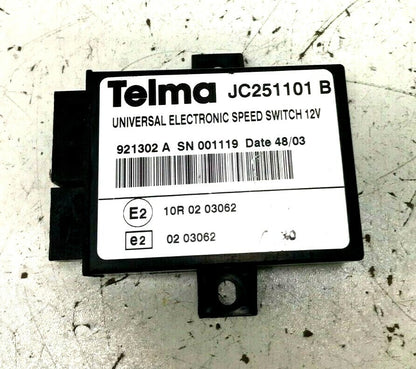 Telma JC251101 B
UNIVERSAL ELECTRONIC SPEED SWITCH 12V
921302 A SN 001119 Date 48/03
E2 10R 02 03062
e2 02 03062